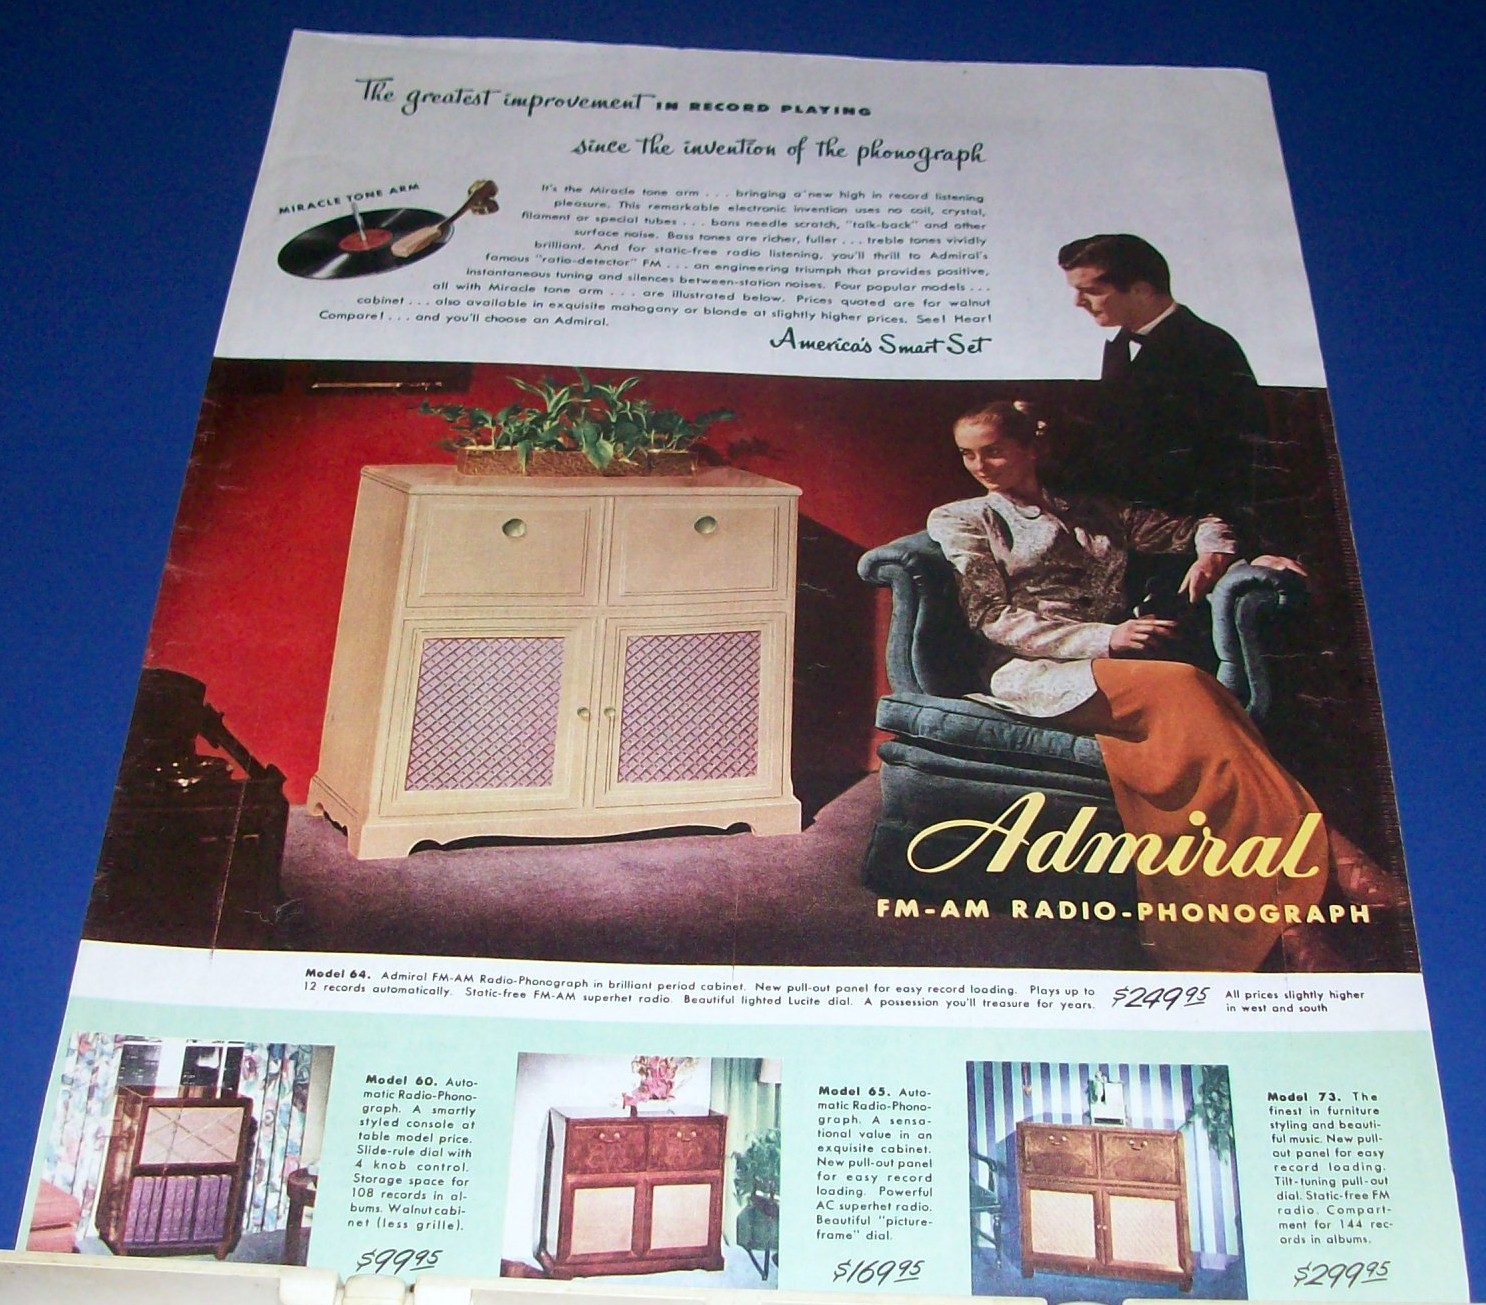 The greatest improvement IN RECORD PLAYING
since the invention of the phonograph
MIRACLE TONE ARM
It's the Miracle tone arm . . . bringing a new high in record listening
pleasure. This remarkable electronic invention uses no coil, crystal,
filament or special tubes . . . bans needle scratch, "talk-back" and other
surface noise. Bass tones are richer, fuller . . . treble tones vividly
brilliant. And for static-free radio listening, you'll thrill to Admiral's
famous "ratio-detector" FM . . . an engineering triumph that provides positive,
instantaneous tuning and silences between-station noises. Four popular models . . .
all with Miracle tone arm . . . are illustrated below. Prices quoted are for walnut
cabinet . . . also available in exquisite mahogany or blonde at slightly higher prices. See! Hear!
Compare! . . . and you'll choose an Admiral.
America's Smart Set
Admiral
FM-AM RADIO-PHONOGRAPH
Model 64. Admiral FM-AM Radio-Phonograph in brilliant period cabinet. New pull-out panel for easy record loading. Plays up to
12 records automatically. Static-free FM-AM superhet radio. Beautiful lighted Lucite dial. A possession you'll treasure for years.
$249.95
All prices slightly higher
in west and south
Model 60. Auto-
matic Radio-Phono-
graph. A smartly
styled console at
table model price.
Slide-rule dial with
4 knob control.
Storage space for
108 records in al-
bums. Walnut cabi-
net (less grille).
$99.95
Model 65. Auto-
matic Radio-Phono-
graph. A sensa-
tional value in an
exquisite cabinet.
New pull-out panel
for easy record
loading. Powerful
AC superhet radio.
Beautiful "picture-
frame" dial.
$169.95
Model 73. The
finest in furniture
styling and beauti-
ful music. New pull-
out panel for easy
record loading.
Tilt-tuning pull-out
dial. Static-free FM
radio. Compart-
ment for 144 rec-
ords in albums.
$299.95